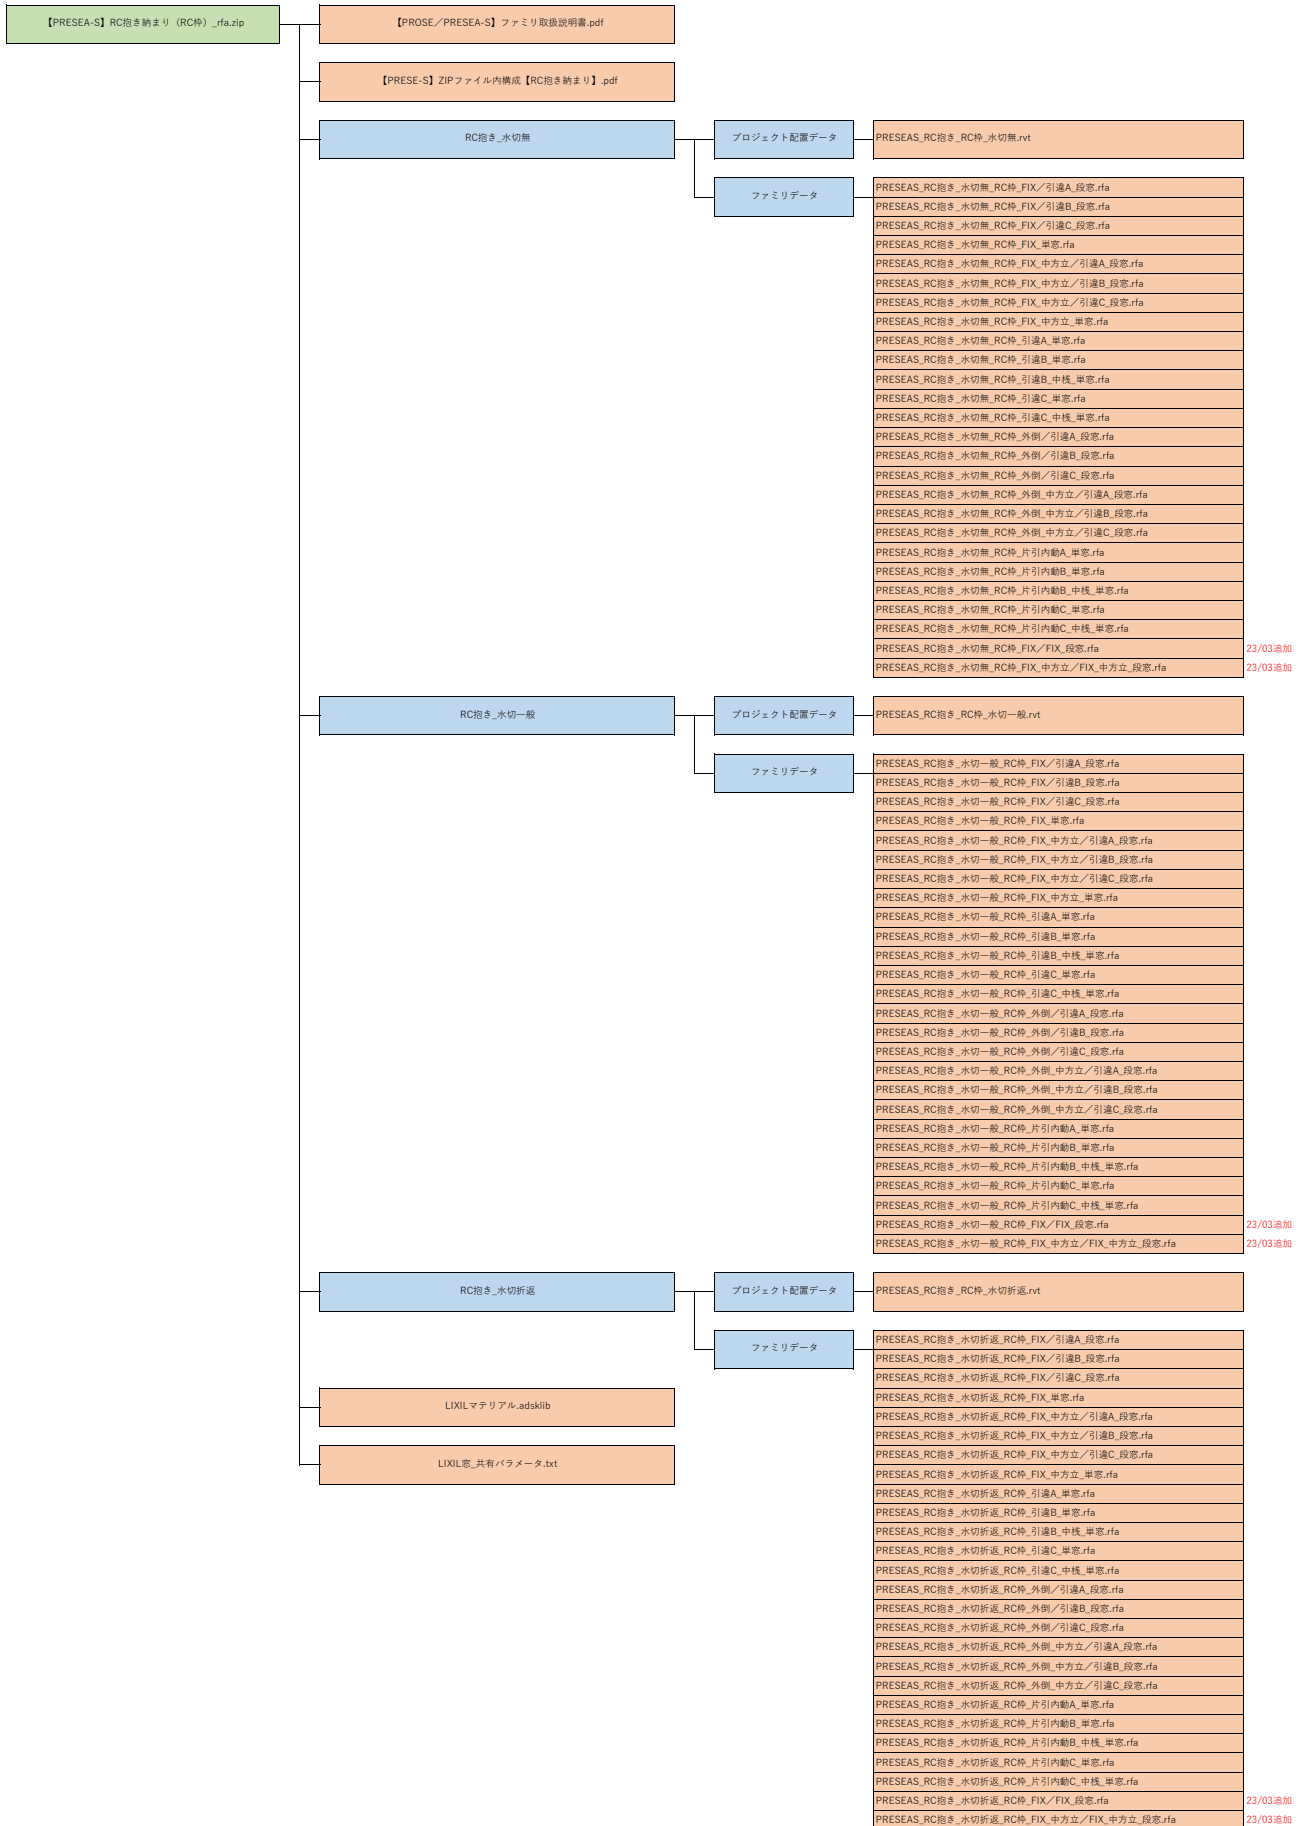 【PRESEA-S】RC抱き納まり（RC枠）_rfa.zip
【PROSE／PRESEA-S】ファミリ取扱説明書.pdf
【PRESE-S】ZIPファイル内構成【RC抱き納まり】.pdf
RC抱き_水切無
プロジェクト配置データ
PRESEAS_RC抱き_RC枠_水切無.rvt
ファミリデータ
PRESEAS_RC抱き_水切無_RC枠_FIX／引違A_段窓.rfa
PRESEAS_RC抱き_水切無_RC枠_FIX／引違B_段窓.rfa
PRESEAS_RC抱き_水切無_RC枠_FIX／引違C_段窓.rfa
PRESEAS_RC抱き_水切無_RC枠_FIX_単窓.rfa
PRESEAS_RC抱き_水切無_RC枠_FIX_中方立／引違A_段窓.rfa
PRESEAS_RC抱き_水切無_RC枠_FIX_中方立／引違B_段窓.rfa
PRESEAS_RC抱き_水切無_RC枠_FIX_中方立／引違C_段窓.rfa
PRESEAS_RC抱き_水切無_RC枠_FIX_中方立_単窓.rfa
PRESEAS_RC抱き_水切無_RC枠_引違A_単窓.rfa
PRESEAS_RC抱き_水切無_RC枠_引違B_単窓.rfa
PRESEAS_RC抱き_水切無_RC枠_引違B_中桟_単窓.rfa
PRESEAS_RC抱き_水切無_RC枠_引違C_単窓.rfa
PRESEAS_RC抱き_水切無_RC枠_引違C_中桟_単窓.rfa
PRESEAS_RC抱き_水切無_RC枠_外倒／引違A_段窓.rfa
PRESEAS_RC抱き_水切無_RC枠_外倒／引違B_段窓.rfa
PRESEAS_RC抱き_水切無_RC枠_外倒／引違C_段窓.rfa
PRESEAS_RC抱き_水切無_RC枠_外倒_中方立／引違A_段窓.rfa
PRESEAS_RC抱き_水切無_RC枠_外倒_中方立／引違B_段窓.rfa
PRESEAS_RC抱き_水切無_RC枠_外倒_中方立／引違C_段窓.rfa
PRESEAS_RC抱き_水切無_RC枠_片引内動A_単窓.rfa
PRESEAS_RC抱き_水切無_RC枠_片引内動B_単窓.rfa
PRESEAS_RC抱き_水切無_RC枠_片引内動B_中桟_単窓.rfa
PRESEAS_RC抱き_水切無_RC枠_片引内動C_単窓.rfa
PRESEAS_RC抱き_水切無_RC枠_片引内動C_中桟_単窓.rfa
PRESEAS_RC抱き_水切無_RC枠_FIX／FIX_段窓.rfa 23/03追加
PRESEAS_RC抱き_水切無_RC枠_FIX_中方立／FIX_中方立_段窓.rfa 23/03追加
RC抱き_水切一般
プロジェクト配置データ
PRESEAS_RC抱き_RC枠_水切一般.rvt
ファミリデータ
PRESEAS_RC抱き_水切一般_RC枠_FIX／引違A_段窓.rfa
PRESEAS_RC抱き_水切一般_RC枠_FIX／引違B_段窓.rfa
PRESEAS_RC抱き_水切一般_RC枠_FIX／引違C_段窓.rfa
PRESEAS_RC抱き_水切一般_RC枠_FIX_単窓.rfa
PRESEAS_RC抱き_水切一般_RC枠_FIX_中方立／引違A_段窓.rfa
PRESEAS_RC抱き_水切一般_RC枠_FIX_中方立／引違B_段窓.rfa
PRESEAS_RC抱き_水切一般_RC枠_FIX_中方立／引違C_段窓.rfa
PRESEAS_RC抱き_水切一般_RC枠_FIX_中方立_単窓.rfa
PRESEAS_RC抱き_水切一般_RC枠_引違A_単窓.rfa
PRESEAS_RC抱き_水切一般_RC枠_引違B_単窓.rfa
PRESEAS_RC抱き_水切一般_RC枠_引違B_中桟_単窓.rfa
PRESEAS_RC抱き_水切一般_RC枠_引違C_単窓.rfa
PRESEAS_RC抱き_水切一般_RC枠_引違C_中桟_単窓.rfa
PRESEAS_RC抱き_水切一般_RC枠_外倒／引違A_段窓.rfa
PRESEAS_RC抱き_水切一般_RC枠_外倒／引違B_段窓.rfa
PRESEAS_RC抱き_水切一般_RC枠_外倒／引違C_段窓.rfa
PRESEAS_RC抱き_水切一般_RC枠_外倒_中方立／引違A_段窓.rfa
PRESEAS_RC抱き_水切一般_RC枠_外倒_中方立／引違B_段窓.rfa
PRESEAS_RC抱き_水切一般_RC枠_外倒_中方立／引違C_段窓.rfa
PRESEAS_RC抱き_水切一般_RC枠_片引内動A_単窓.rfa
PRESEAS_RC抱き_水切一般_RC枠_片引内動B_単窓.rfa
PRESEAS_RC抱き_水切一般_RC枠_片引内動B_中桟_単窓.rfa
PRESEAS_RC抱き_水切一般_RC枠_片引内動C_単窓.rfa
PRESEAS_RC抱き_水切一般_RC枠_片引内動C_中桟_単窓.rfa
PRESEAS_RC抱き_水切一般_RC枠_FIX／FIX_段窓.rfa 23/03追加
PRESEAS_RC抱き_水切一般_RC枠_FIX_中方立／FIX_中方立_段窓.rfa 23/03追加
RC抱き_水切折返
プロジェクト配置データ
PRESEAS_RC抱き_RC枠_水切折返.rvt
ファミリデータ
PRESEAS_RC抱き_水切折返_RC枠_FIX／引違A_段窓.rfa
PRESEAS_RC抱き_水切折返_RC枠_FIX／引違B_段窓.rfa
PRESEAS_RC抱き_水切折返_RC枠_FIX／引違C_段窓.rfa
PRESEAS_RC抱き_水切折返_RC枠_FIX_単窓.rfa
PRESEAS_RC抱き_水切折返_RC枠_FIX_中方立／引違A_段窓.rfa
PRESEAS_RC抱き_水切折返_RC枠_FIX_中方立／引違B_段窓.rfa
PRESEAS_RC抱き_水切折返_RC枠_FIX_中方立／引違C_段窓.rfa
PRESEAS_RC抱き_水切折返_RC枠_FIX_中方立_単窓.rfa
PRESEAS_RC抱き_水切折返_RC枠_引違A_単窓.rfa
PRESEAS_RC抱き_水切折返_RC枠_引違B_単窓.rfa
PRESEAS_RC抱き_水切折返_RC枠_引違B_中桟_単窓.rfa
PRESEAS_RC抱き_水切折返_RC枠_引違C_単窓.rfa
PRESEAS_RC抱き_水切折返_RC枠_引違C_中桟_単窓.rfa
PRESEAS_RC抱き_水切折返_RC枠_外倒／引違A_段窓.rfa
PRESEAS_RC抱き_水切折返_RC枠_外倒／引違B_段窓.rfa
PRESEAS_RC抱き_水切折返_RC枠_外倒／引違C_段窓.rfa
PRESEAS_RC抱き_水切折返_RC枠_外倒_中方立／引違A_段窓.rfa
PRESEAS_RC抱き_水切折返_RC枠_外倒_中方立／引違B_段窓.rfa
PRESEAS_RC抱き_水切折返_RC枠_外倒_中方立／引違C_段窓.rfa
PRESEAS_RC抱き_水切折返_RC枠_片引内動A_単窓.rfa
PRESEAS_RC抱き_水切折返_RC枠_片引内動B_単窓.rfa
PRESEAS_RC抱き_水切折返_RC枠_片引内動B_中桟_単窓.rfa
PRESEAS_RC抱き_水切折返_RC枠_片引内動C_単窓.rfa
PRESEAS_RC抱き_水切折返_RC枠_片引内動C_中桟_単窓.rfa
PRESEAS_RC抱き_水切折返_RC枠_FIX／FIX_段窓.rfa 23/03追加
PRESEAS_RC抱き_水切折返_RC枠_FIX_中方立／FIX_中方立_段窓.rfa 23/03追加
LIXILマテリアル.adsklib
LIXIL窓_共有パラメータ.txt